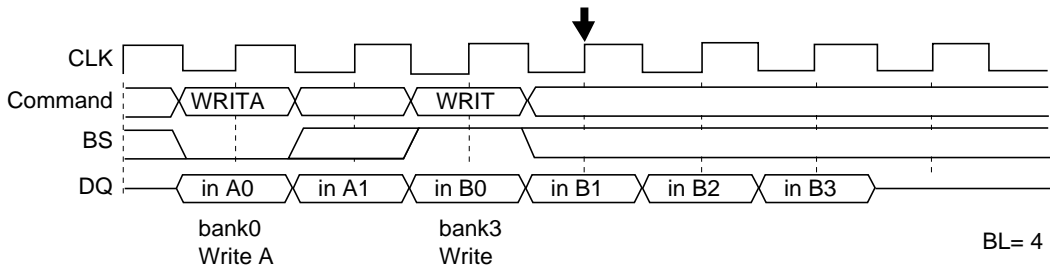 CLK
Command WRITA WRIT
BS
DQ in A0 in A1 in B0 in B1 in B2 in B3
bank0 bank3
Write A Write BL= 4